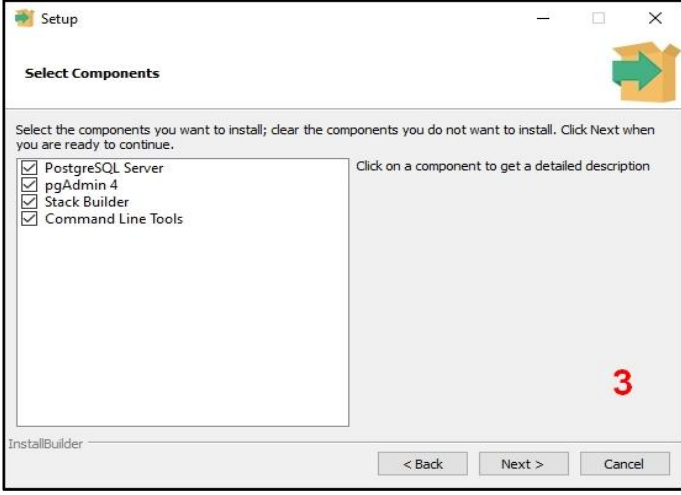 Setup
Select Components
Select the components you want to install; clear the components you do not want to install. Click Next when
you are ready to continue.
PostgreSQL Server
pgAdmin 4
Stack Builder
Command Line Tools
Click on a component to get a detailed description
3
InstallBuilder
< Back
Next >
Cancel